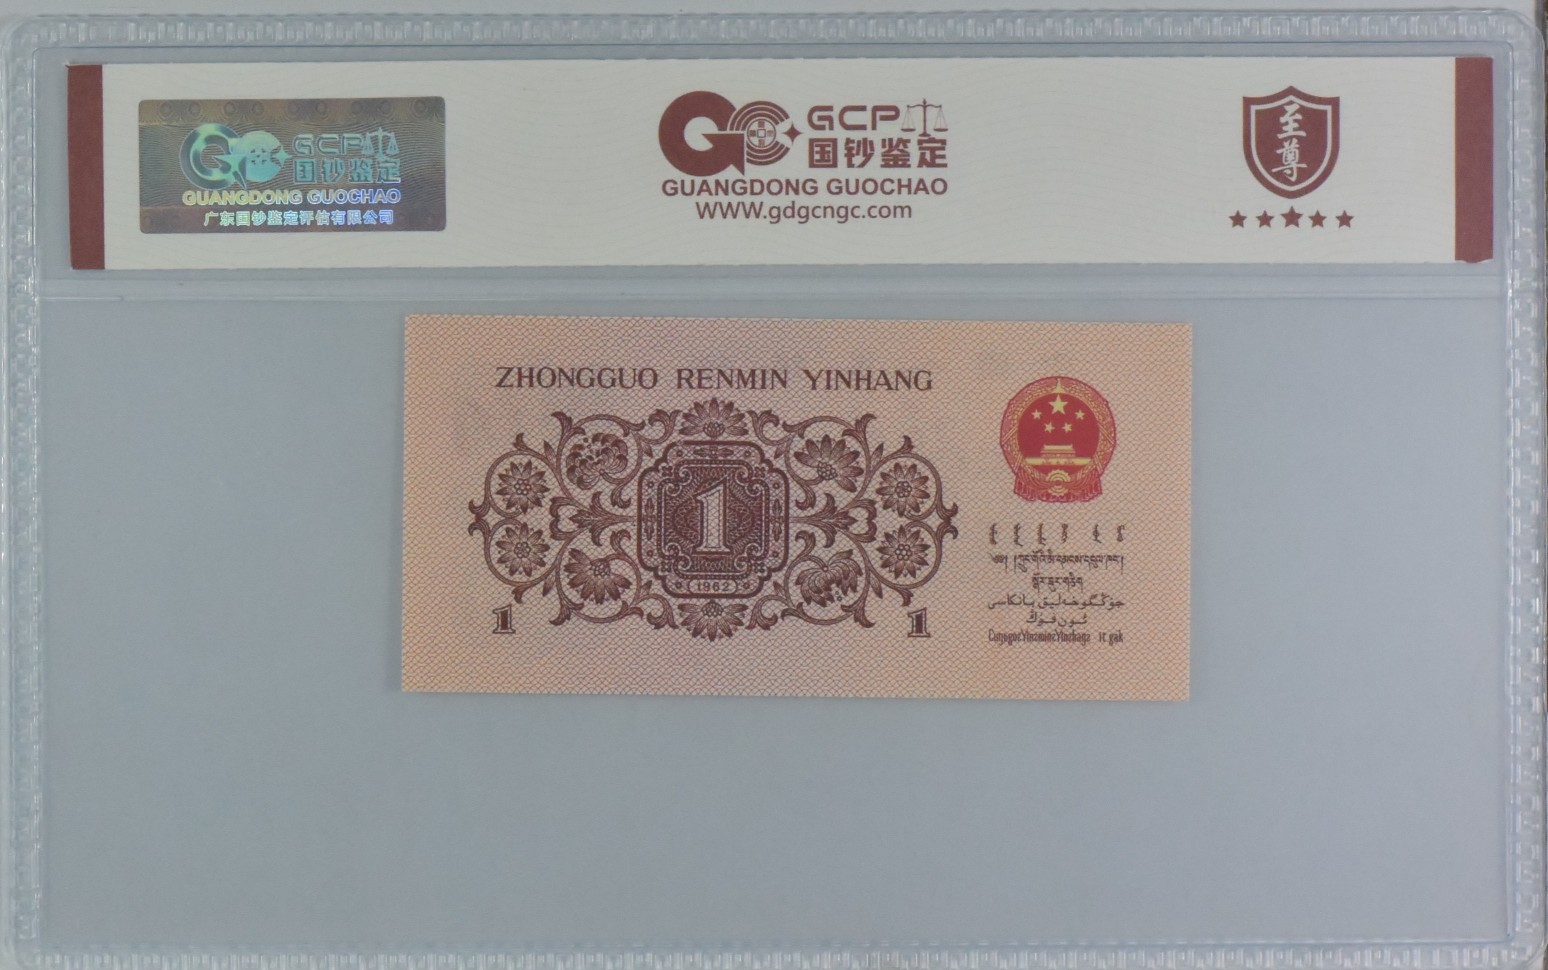 GCP
国钞鉴定
GUANGDONG GUOCHAO
广东国钞鉴定评估有限公司
GCP
国钞鉴定
GUANGDONG GUOCHAO
WWW.gdgcngc.com
至尊
ZHONGGUO RENMIN YINHANG
1
(1962)
1
1
جۇڭگوخەلىق بانكاسى